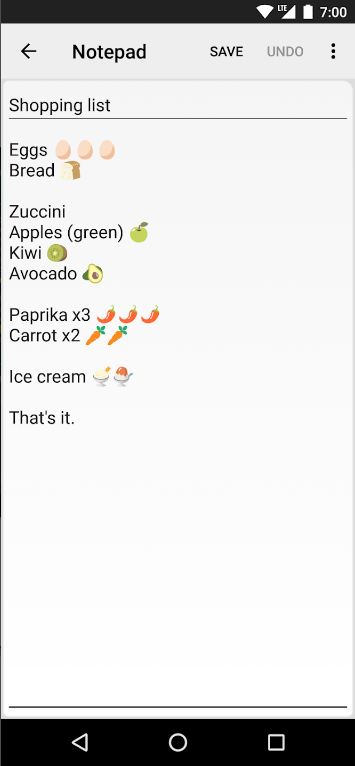 LTE 7:00
Notepad SAVE UNDO
Shopping list
Eggs 🥚🥚🥚
Bread 🍞
Zuccini
Apples (green) 🍏
Kiwi 🥝
Avocado 🥑
Paprika x3 🌶️🌶️🌶️
Carrot x2 🥕🥕
Ice cream 🍨🍧
That's it.